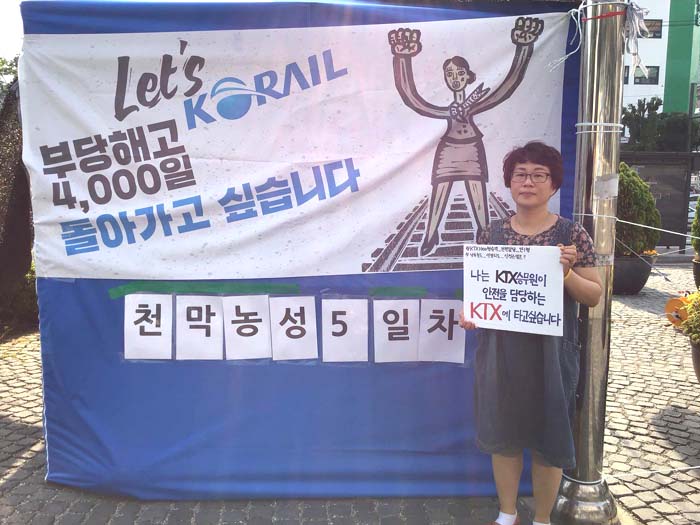 Let's
KORAIL
부당해고
4,000일
돌아가고 싶습니다
천막농성5일차
나는 KTX승무원이
안전을 담당하는
KTX에 타고싶습니다